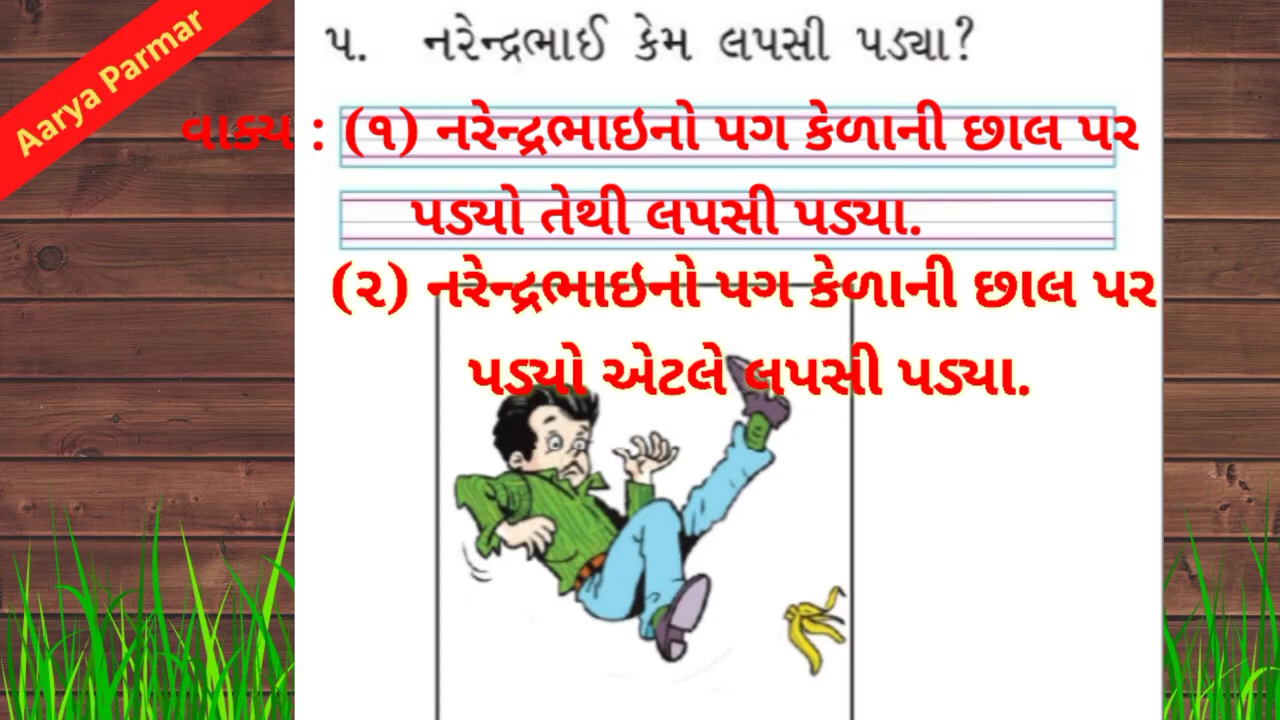 Aarya Parmar
૫. નરેન્દ્રભાઈ કેમ લપસી પડ્યા?
વાક્ય : (૧) નરેન્દ્રભાઇનો પગ કેળાની છાલ પર
પડ્યો તેથી લપસી પડ્યા.
(૨) નરેન્દ્રભાઇનો પગ કેળાની છાલ પર
પડ્યો એટલે લપસી પડ્યા.